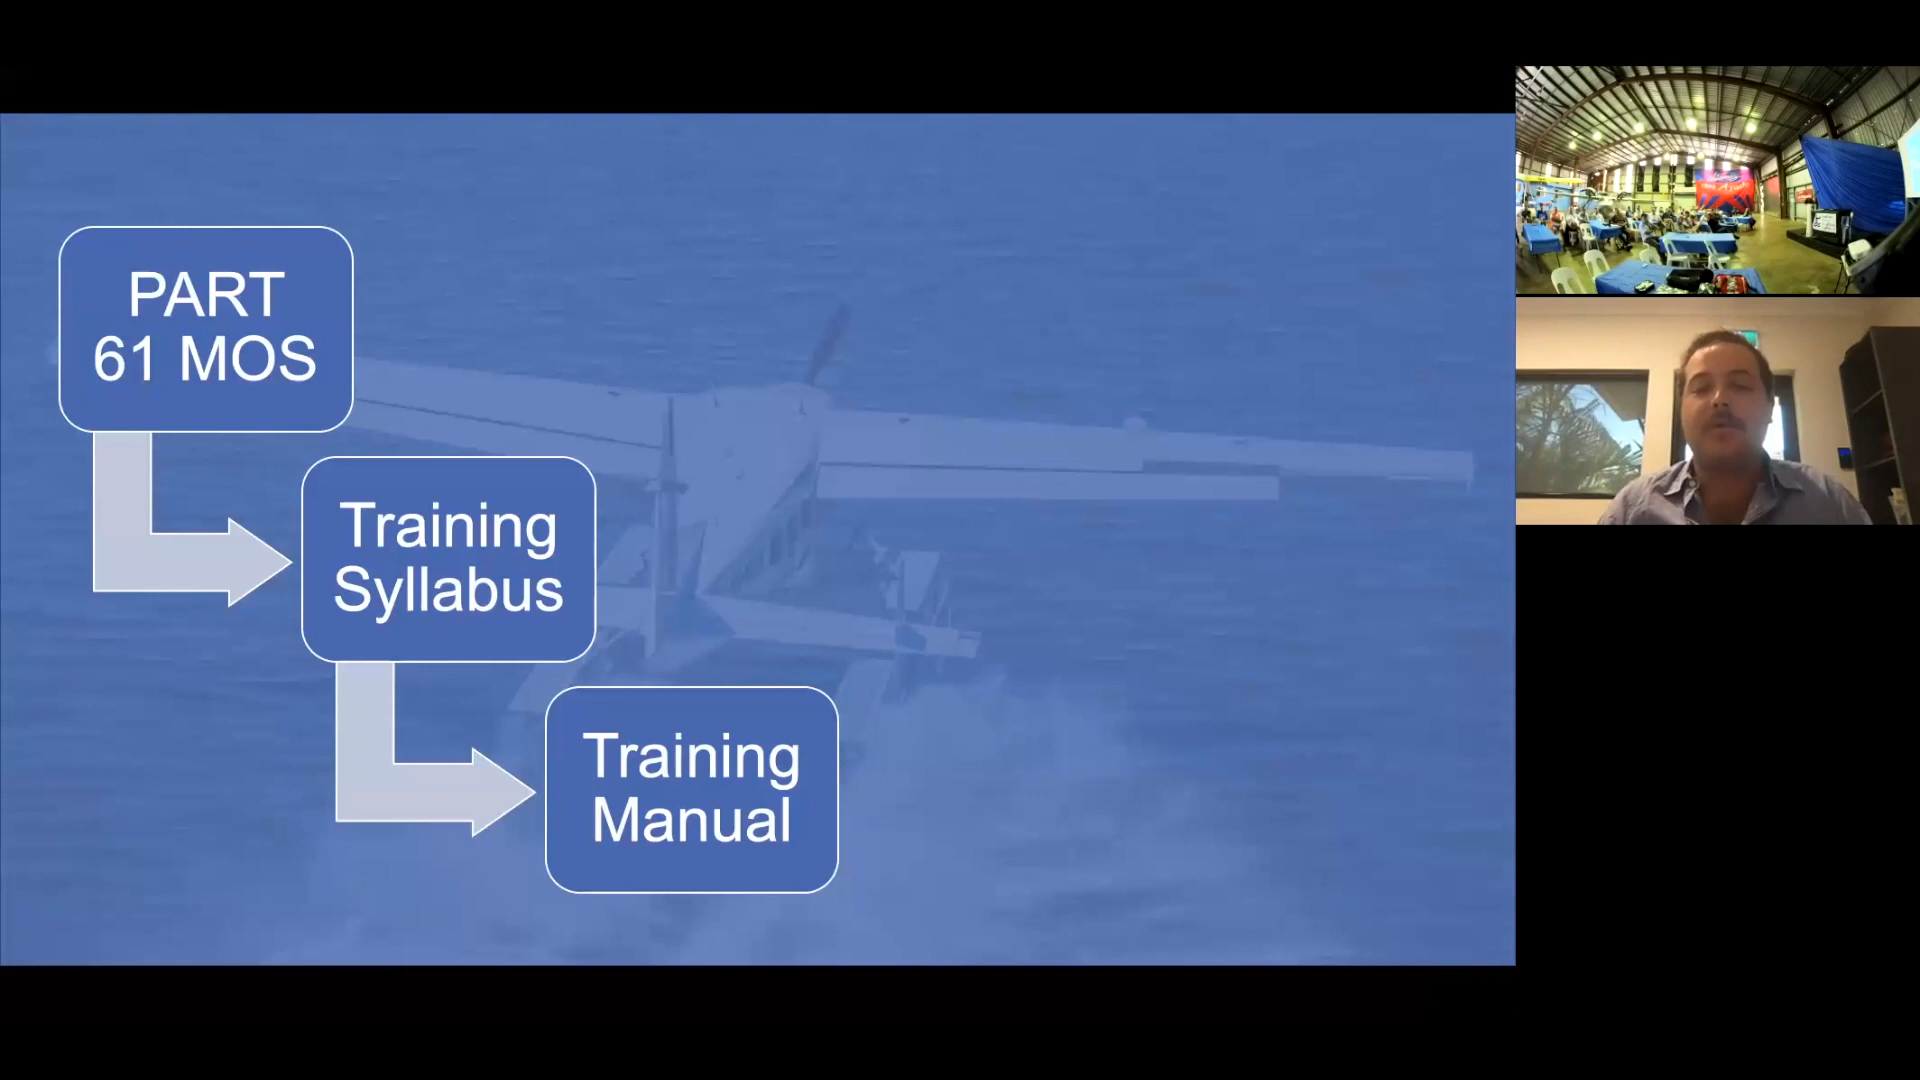 PART
61 MOS
Training
Syllabus
Training
Manual